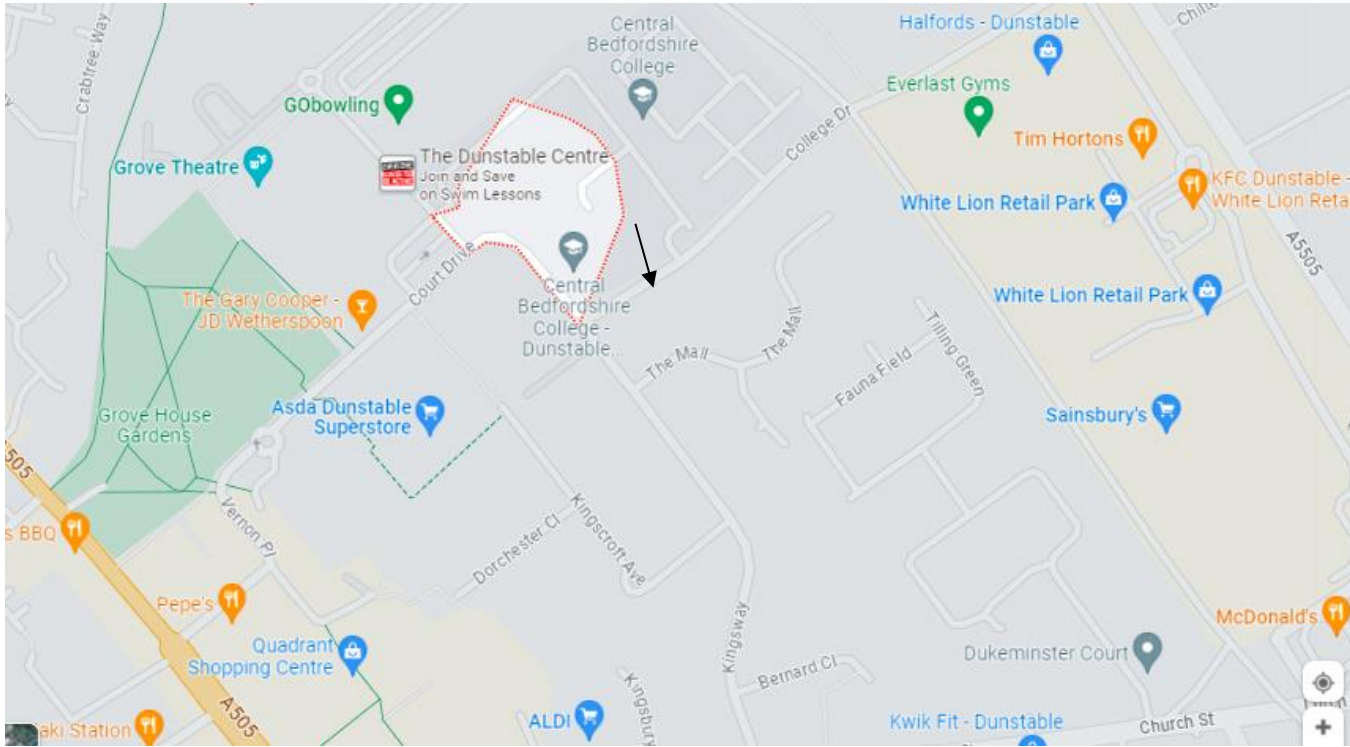 Central
Bedfordshire
College
Halfords - Dunstable
Crabtree Way
GObowling
Everlast Gyms
College Dr
Tim Hortons
The Dunstable Centre
Join and Save
on Swim Lessons
Grove Theatre
KFC Dunstable -
White Lion Reta
White Lion Retail Park
A5505
Court Drive
White Lion Retail Park
Central
Bedfordshire
College -
Dunstable...
The Gary Cooper -
JD Wetherspoon
The Mall
The Mall
Tilling Green
Fauna Field
Asda Dunstable
Superstore
Grove House
Gardens
Sainsbury's
505
s BBQ
Vernon Pl
Dorchester Cl
Kingscroft Ave
Pepe's
Kingsway
McDonald's
Quadrant
Shopping Centre
Dukeminster Court
Bernard Cl
Kingsbury
A505
aki Station
ALDI
Kwik Fit - Dunstable
Church St